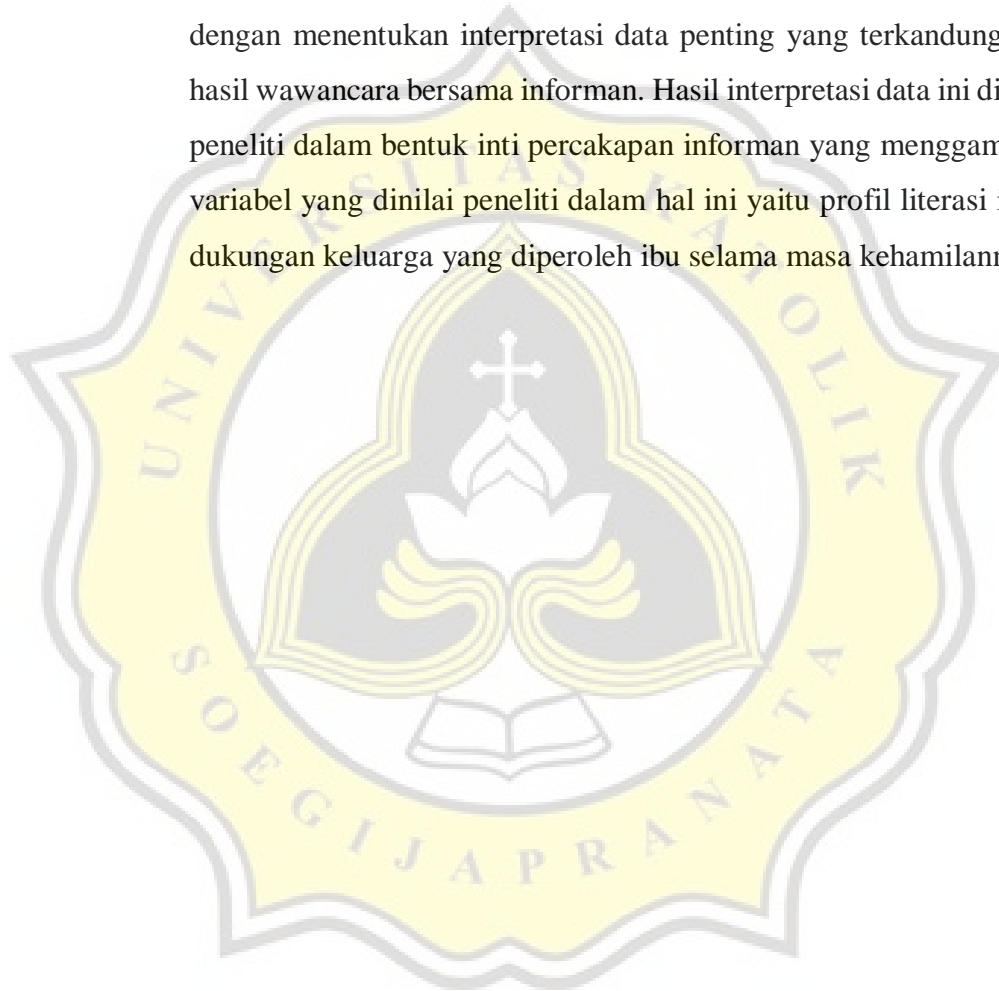 dengan menentukan interpretasi data penting yang terkandung
hasil wawancara bersama informan. Hasil interpretasi data ini di
peneliti dalam bentuk inti percakapan informan yang menggam
variabel yang dinilai peneliti dalam hal ini yaitu profil literasi
dukungan keluarga yang diperoleh ibu selama masa kehamilann
UNIVERSITAS KATOLIK
SOEGIJAPRANATA